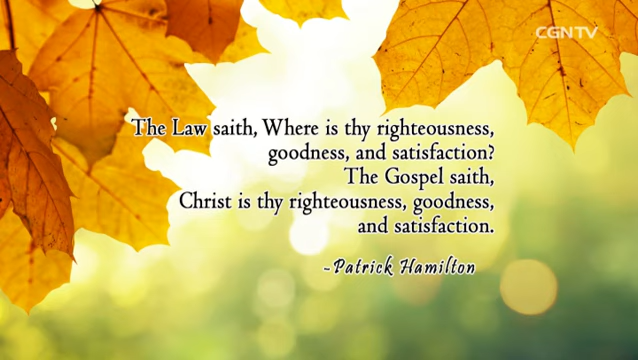 CGNTV
The Law saith, Where is thy righteousness,
goodness, and satisfaction?
The Gospel saith,
Christ is thy righteousness, goodness,
and satisfaction.
-Patrick Hamilton